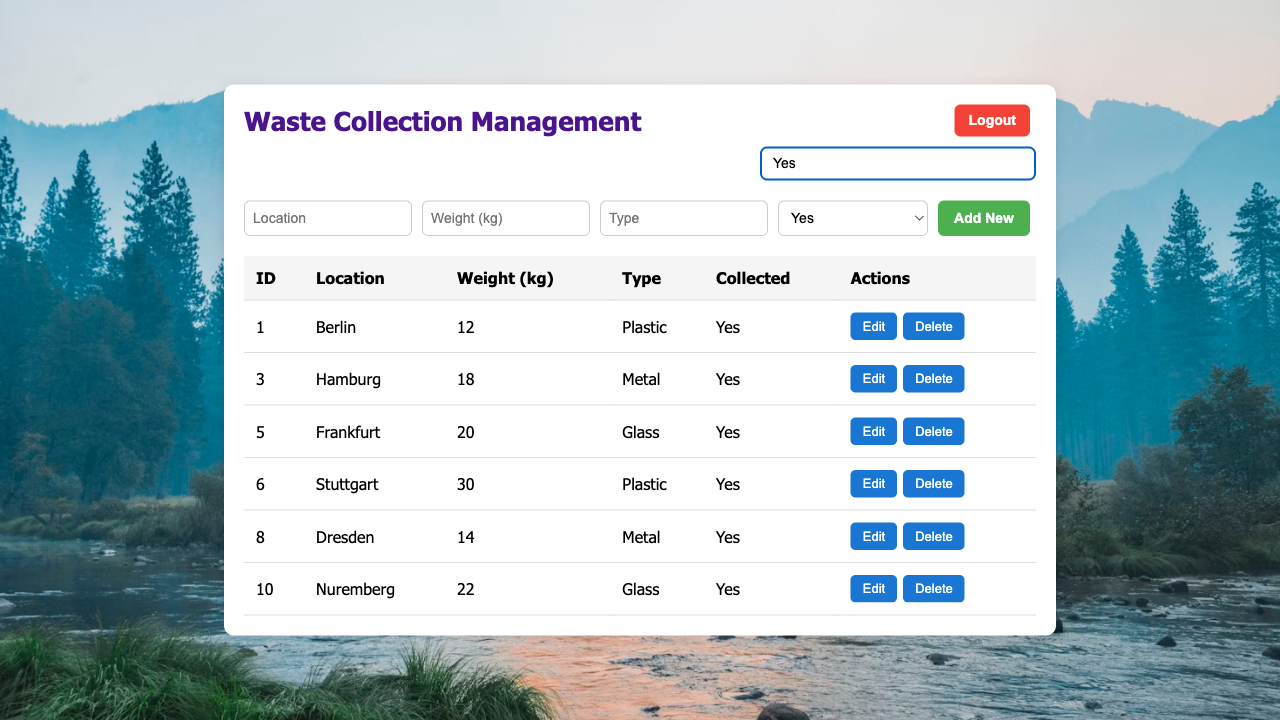 Waste Collection Management Logout
Yes
Location Weight (kg) Type Yes Add New
ID Location Weight (kg) Type Collected Actions
1 Berlin 12 Plastic Yes Edit Delete
3 Hamburg 18 Metal Yes Edit Delete
5 Frankfurt 20 Glass Yes Edit Delete
6 Stuttgart 30 Plastic Yes Edit Delete
8 Dresden 14 Metal Yes Edit Delete
10 Nuremberg 22 Glass Yes Edit Delete